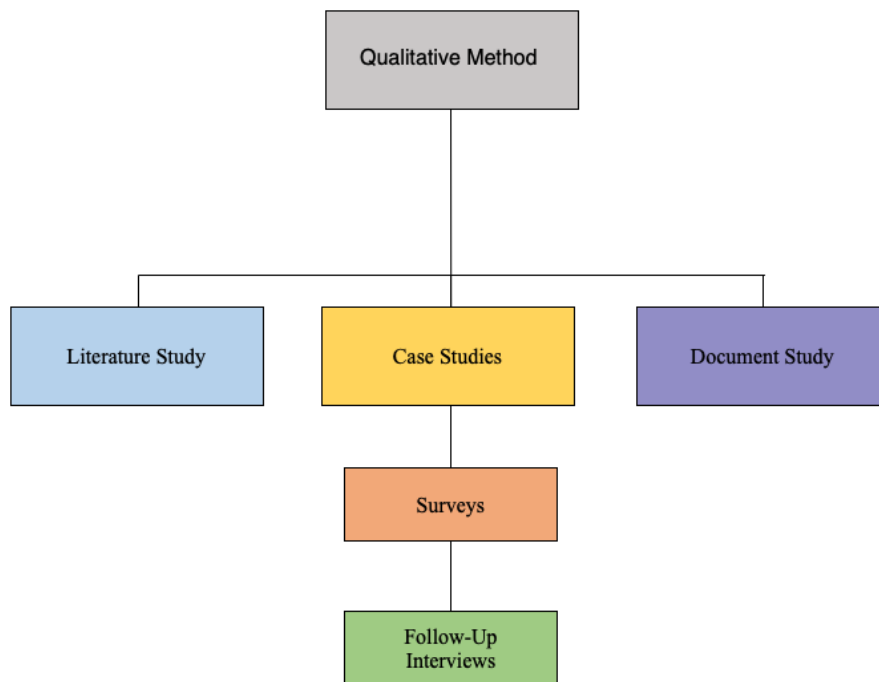 Qualitative Method
Literature Study
Case Studies
Document Study
Surveys
Follow-Up
Interviews